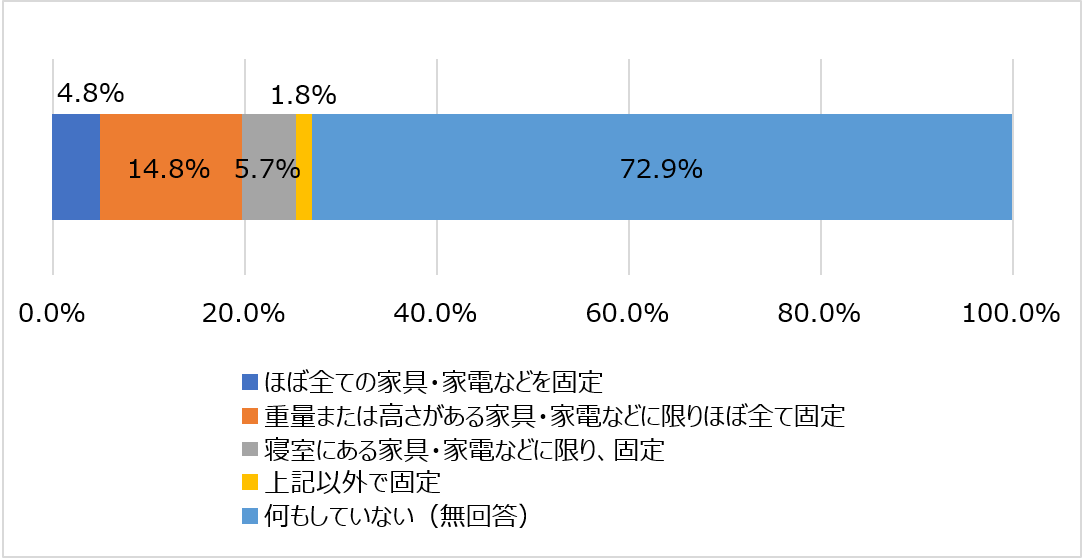 4.8%
1.8%
14.8%
5.7%
72.9%
0.0% 20.0% 40.0% 60.0% 80.0% 100.0%
ほぼ全ての家具・家電などを固定
重量または高さがある家具・家電などに限りほぼ全て固定
寝室にある家具・家電などに限り、固定
上記以外で固定
何もしていない（無回答）